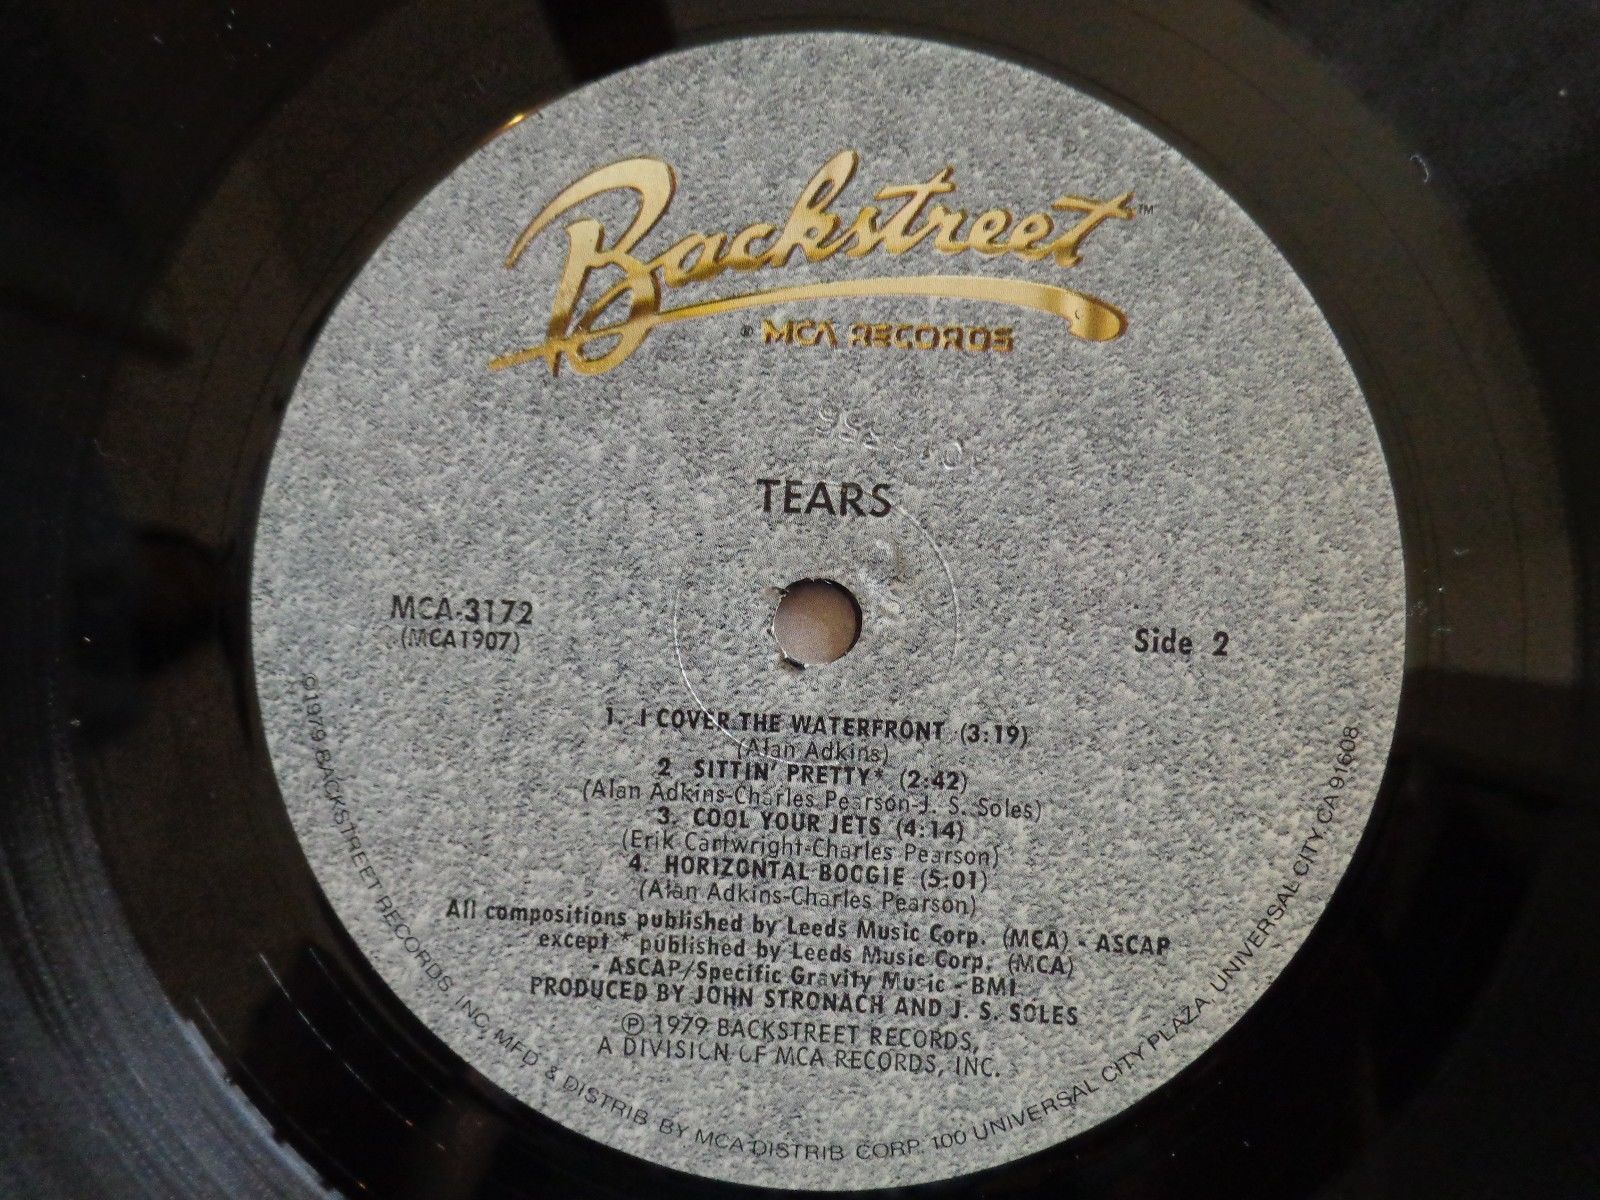 Backstreet™
® MCA RECORDS
TEARS
MCA-3172
(MCA1907)
Side 2
1. I COVER THE WATERFRONT (3:19)
(Alan Adkins)
2 SITTIN' PRETTY* (2:42)
(Alan Adkins-Charles Pearson-J. S. Soles)
3. COOL YOUR JETS (4:14)
(Erik Cartwright-Charles Pearson)
4. HORIZONTAL BOOGIE (5:01)
(Alan Adkins-Charles Pearson)
All compositions published by Leeds Music Corp. (MCA) - ASCAP
except * published by Leeds Music Corp. (MCA)
- ASCAP/Specific Gravity Music - BMI
PRODUCED BY JOHN STRONACH AND J. S. SOLES
℗ 1979 BACKSTREET RECORDS,
A DIVISION OF MCA RECORDS, INC.
©1979 BACKSTREET RECORDS, INC. MFD & DISTRIB BY MCA DISTRIB CORP. 100 UNIVERSAL CITY PLAZA, UNIVERSAL CITY, CA 91608